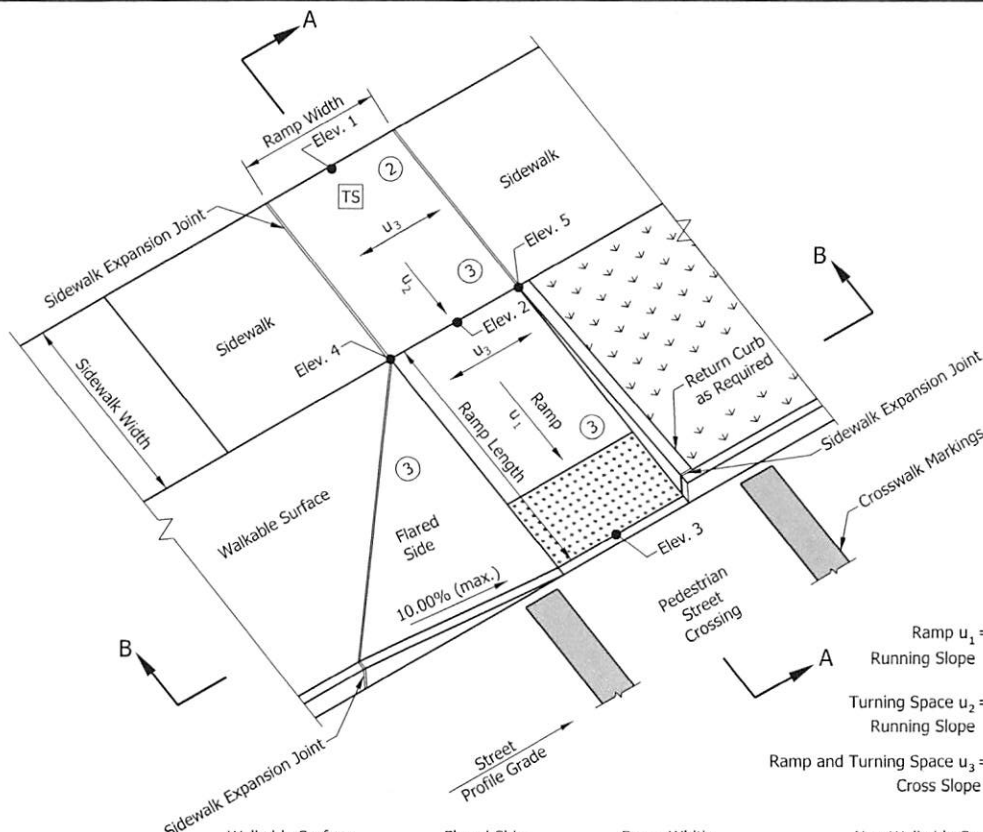 A
Ramp Width
Elev. 1
2
TS
Sidewalk
Sidewalk Expansion Joint
u3
Elev. 5
3
u2
B
Sidewalk
Elev. 2
Elev. 4
u3
Return Curb
as Required
Sidewalk Width
Ramp
u1
Ramp Length
3
Sidewalk Expansion Joint
Crosswalk Markings
3
Walkable Surface
Flared
Side
Elev. 3
10.00% (max.)
Pedestrian
Street
Crossing
B
A
Ramp u1 =
Running Slope
Turning Space u2 =
Running Slope
Ramp and Turning Space u3 =
Cross Slope
Sidewalk Expansion Joint
Street
Profile Grade